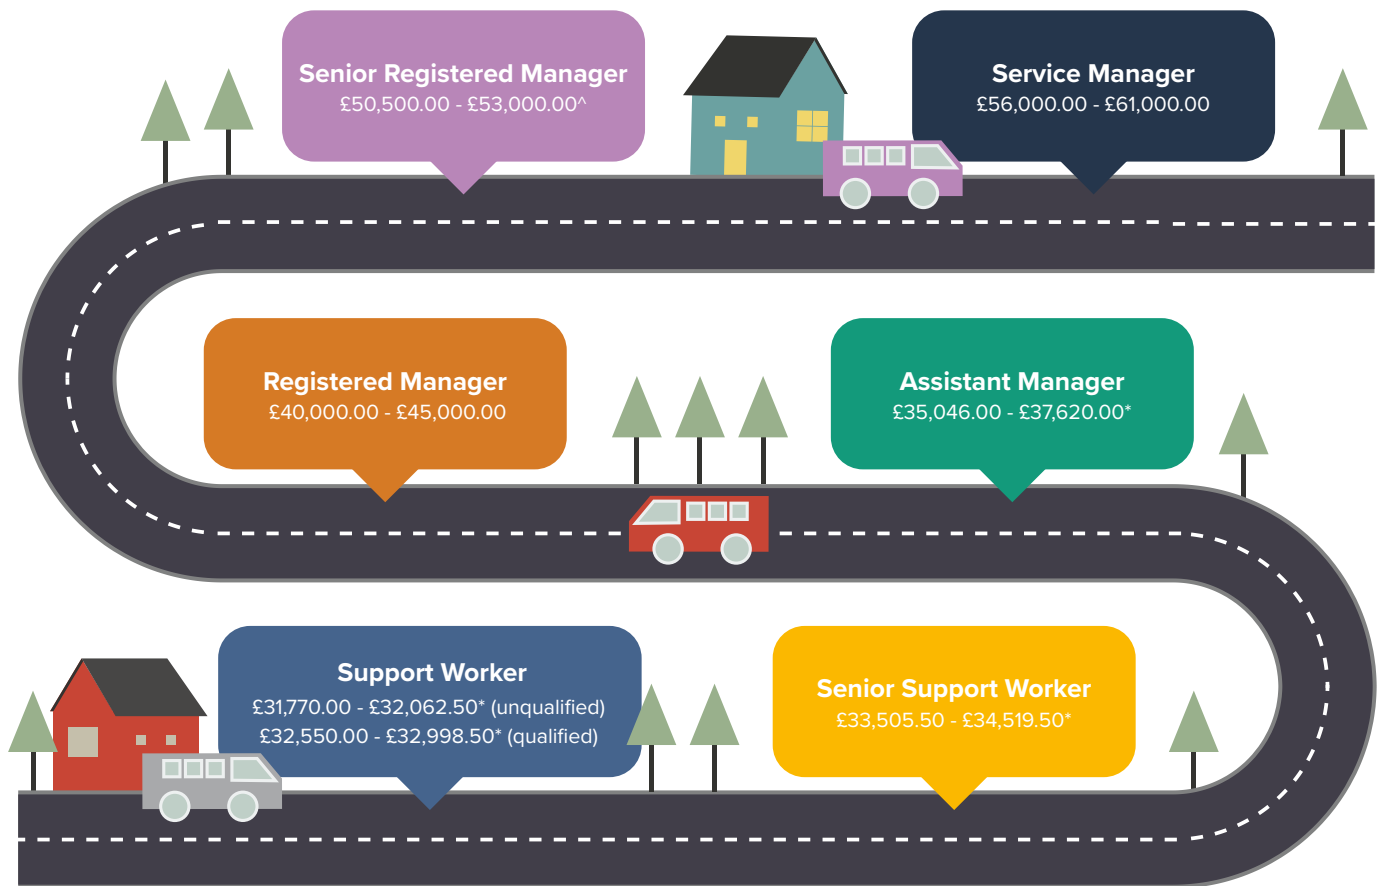 Senior Registered Manager
£50,500.00 - £53,000.00^
Service Manager
£56,000.00 - £61,000.00
Registered Manager
£40,000.00 - £45,000.00
Assistant Manager
£35,046.00 - £37,620.00*
Support Worker
£31,770.00 - £32,062.50* (unqualified)
£32,550.00 - £32,998.50* (qualified)
Senior Support Worker
£33,505.50 - £34,519.50*